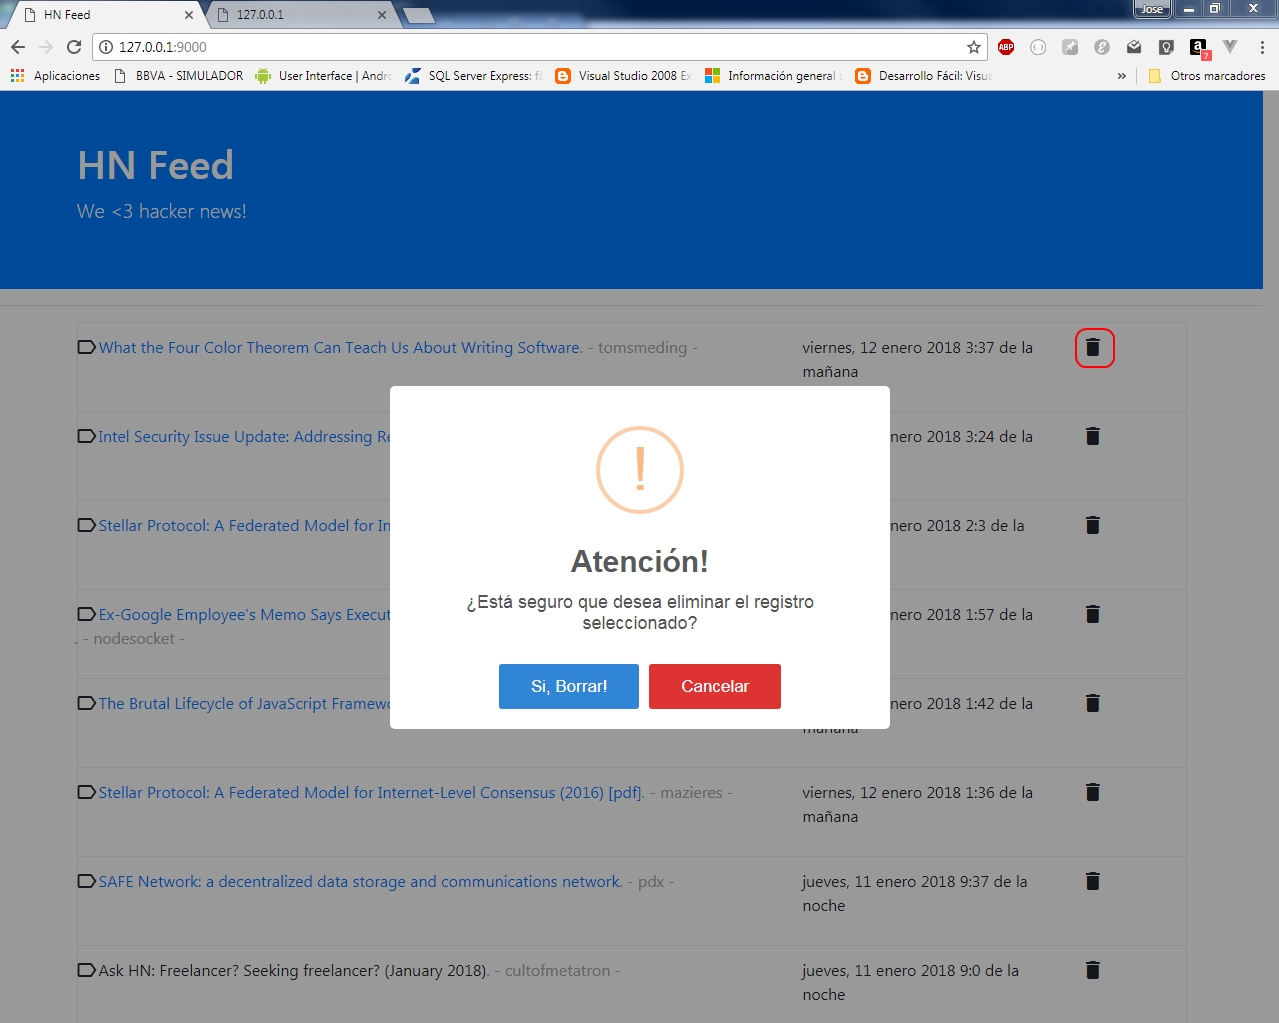 HN Feed
127.0.0.1
Jose
127.0.0.1:9000
ABP
7
Aplicaciones
BBVA - SIMULADOR
User Interface | Andr
SQL Server Express:
Visual Studio 2008 E
Información general
Desarrollo Fácil: Visua
»
Otros marcadores
HN Feed
We <3 hacker news!
What the Four Color Theorem Can Teach Us About Writing Software. - tomsmeding -
viernes, 12 enero 2018 3:37 de la
mañana
Intel Security Issue Update: Addressing Re
nero 2018 3:24 de la
Stellar Protocol: A Federated Model for In
nero 2018 2:3 de la
Ex-Google Employee's Memo Says Execut
. - nodesocket -
nero 2018 1:57 de la
The Brutal Lifecycle of JavaScript Framewo
nero 2018 1:42 de la
mañana
!
Atención!
¿Está seguro que desea eliminar el registro
seleccionado?
Si, Borrar!
Cancelar
Stellar Protocol: A Federated Model for Internet-Level Consensus (2016) [pdf]. - mazieres -
viernes, 12 enero 2018 1:36 de la
mañana
SAFE Network: a decentralized data storage and communications network. - pdx -
jueves, 11 enero 2018 9:37 de la
noche
Ask HN: Freelancer? Seeking freelancer? (January 2018). - cultofmetatron -
jueves, 11 enero 2018 9:0 de la
noche